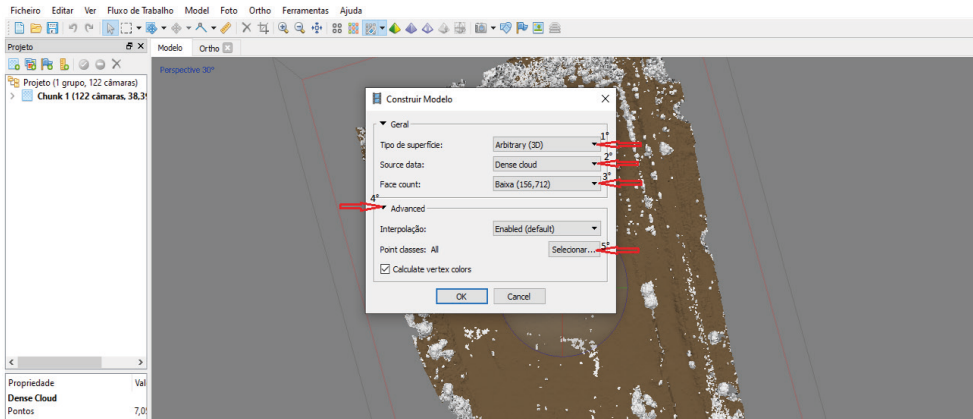 Ficheiro Editar Ver Fluxo de Trabalho Model Foto Ortho Ferramentas Ajuda
Projeto
Modelo Ortho
Projeto (1 grupo, 122 câmaras)
Chunk 1 (122 câmaras, 38,39
Perspective 30°
Construir Modelo
Geral
1°
Tipo de superfície: Arbitrary (3D)
2°
Source data: Dense cloud
3°
Face count: Baixa (156,712)
4°
Advanced
Interpolação: Enabled (default)
5°
Point classes: All Selecionar...
Calculate vertex colors
OK Cancel
Propriedade Val
Dense Cloud
Pontos 7,0